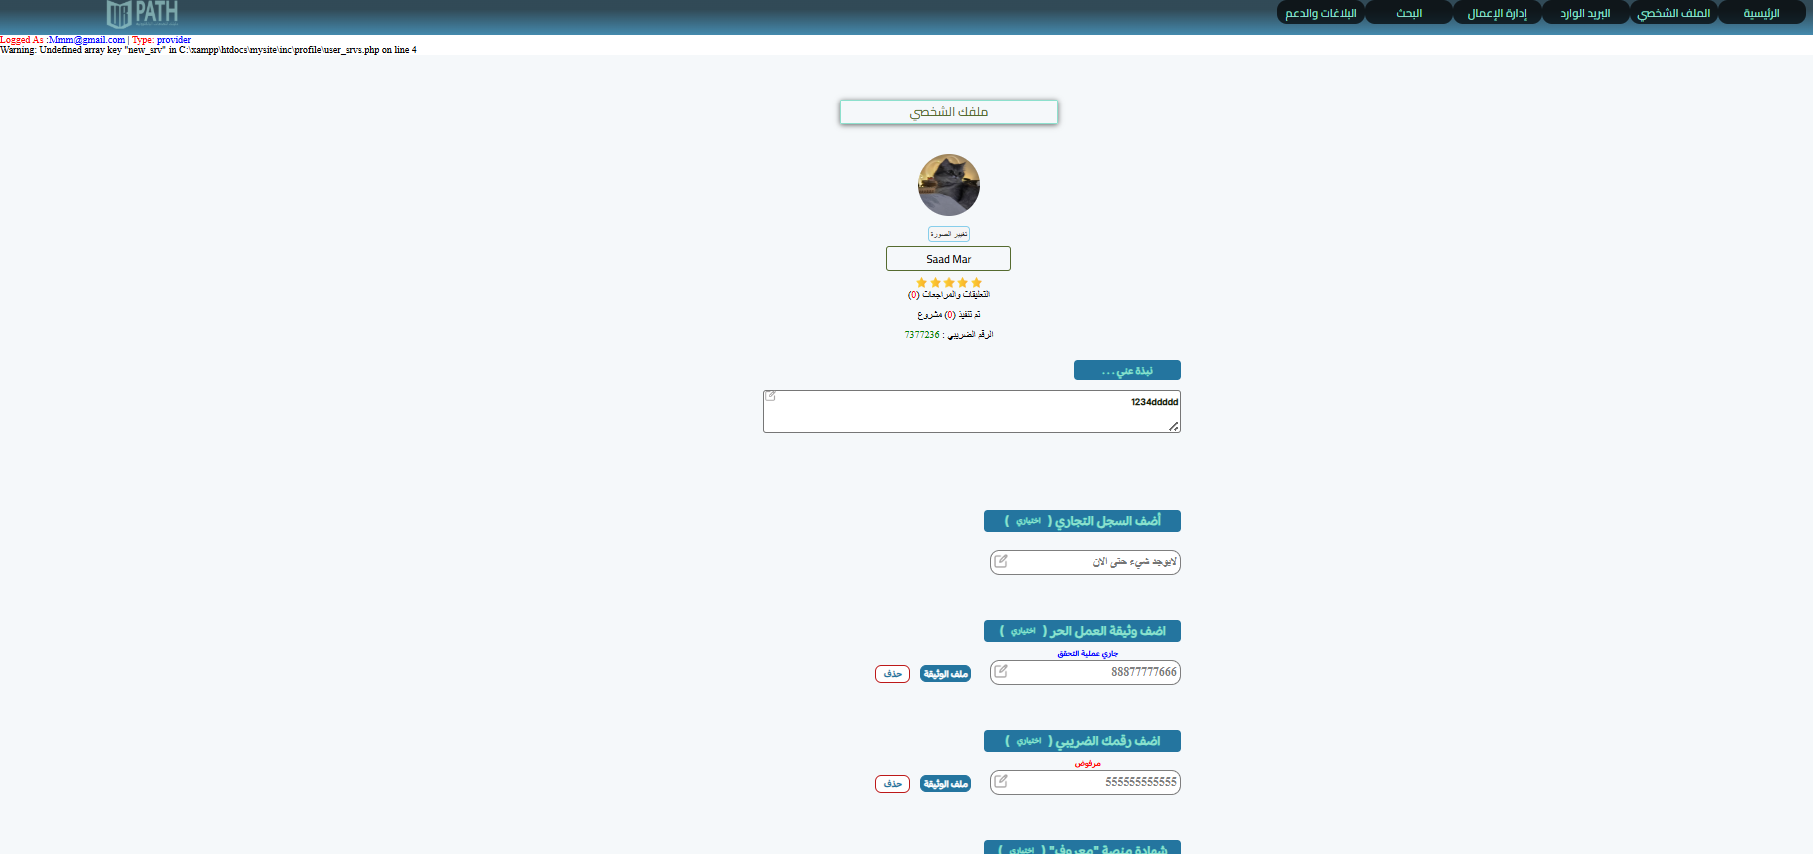 PATH
الرئيسية
الملف الشخصي
البريد الوارد
إدارة الإعمال
البحث
البلاغات والدعم
Logged As :Mmm@gmail.com | Type: provider
Warning: Undefined array key "new_srv" in C:\xampp\htdocs\mysite\inc\profile\user_srvs.php on line 4
ملفك الشخصي
تغيير الصورة
Saad Mar
التعليقات والمراجعات (0)
تم تنفيذ (0) مشروع
الرقم الضريبي : 7377236
نبذة عني . . .
1234ddddd
أضف السجل التجاري ( اختياري )
لايوجد شيء حتى الان
اضف وثيقة العمل الحر ( اختياري )
جاري عملية التحقق
88877777666
ملف الوثيقة
حذف
اضف رقمك الضريبي ( اختياري )
مرفوض
555555555555
ملف الوثيقة
حذف
شهادة منصة "معروف" ( اختياري )